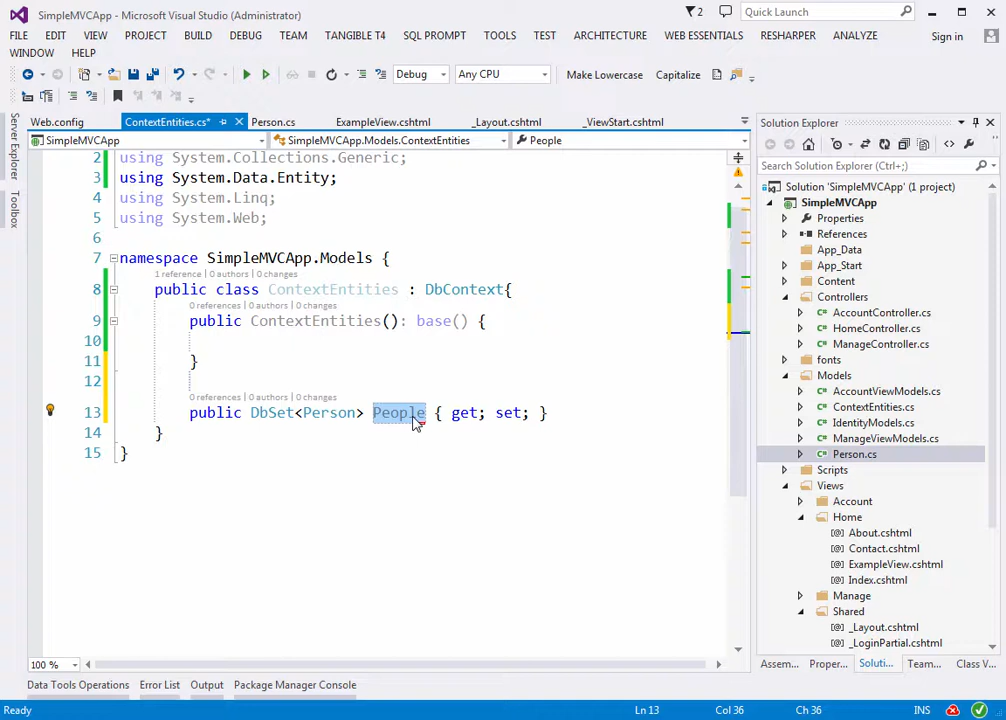 SimpleMVCApp - Microsoft Visual Studio (Administrator)
2
Quick Launch
FILE EDIT VIEW PROJECT BUILD DEBUG TEAM TANGIBLE T4 SQL PROMPT TOOLS TEST ARCHITECTURE WEB ESSENTIALS RESHARPER ANALYZE Sign in
WINDOW HELP
Debug Any CPU Make Lowercase Capitalize
Web.config ContextEntities.cs* Person.cs ExampleView.cshtml _Layout.cshtml _ViewStart.cshtml
SimpleMVCApp SimpleMVCApp.Models.ContextEntities People
Server Explorer
Toolbox
2 using System.Collections.Generic;
3 using System.Data.Entity;
4 using System.Linq;
5 using System.Web;
6
7 namespace SimpleMVCApp.Models {
1 reference | 0 authors | 0 changes
8 public class ContextEntities : DbContext{
0 references | 0 authors | 0 changes
9 public ContextEntities(): base() {
10
11 }
12
0 references | 0 authors | 0 changes
13 public DbSet<Person> People { get; set; }
14 }
15 }
100 %
Solution Explorer
Search Solution Explorer (Ctrl+;)
Solution 'SimpleMVCApp' (1 project)
SimpleMVCApp
Properties
References
App_Data
App_Start
Content
Controllers
AccountController.cs
HomeController.cs
ManageController.cs
fonts
Models
AccountViewModels.cs
ContextEntities.cs
IdentityModels.cs
ManageViewModels.cs
Person.cs
Scripts
Views
Account
Home
About.cshtml
Contact.cshtml
ExampleView.cshtml
Index.cshtml
Manage
Shared
_Layout.cshtml
_LoginPartial.cshtml
Assem... Proper... Soluti... Team... Class V...
Data Tools Operations Error List Output Package Manager Console
Ready Ln 13 Col 36 Ch 36 INS